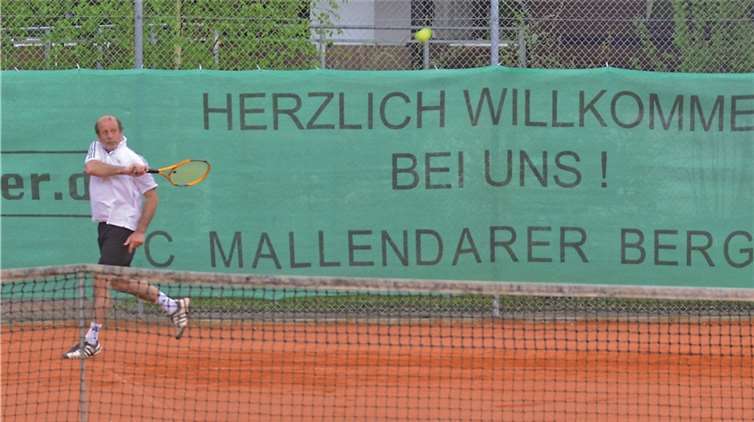 HERZLICH WILLKOMME
BEI UNS !
er.d
C MALLENDARER BERG